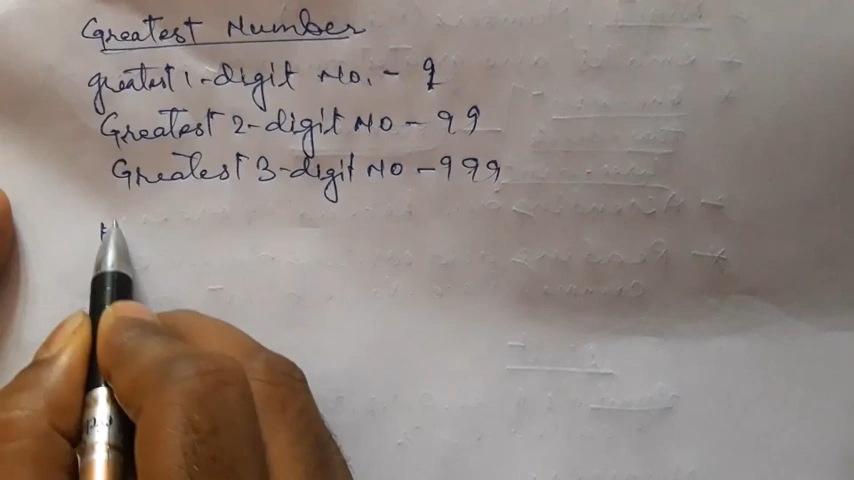 Greatest Number
greatest 1-digit No. - 9
Greatest 2-digit No - 99
Greatest 3-digit No - 999